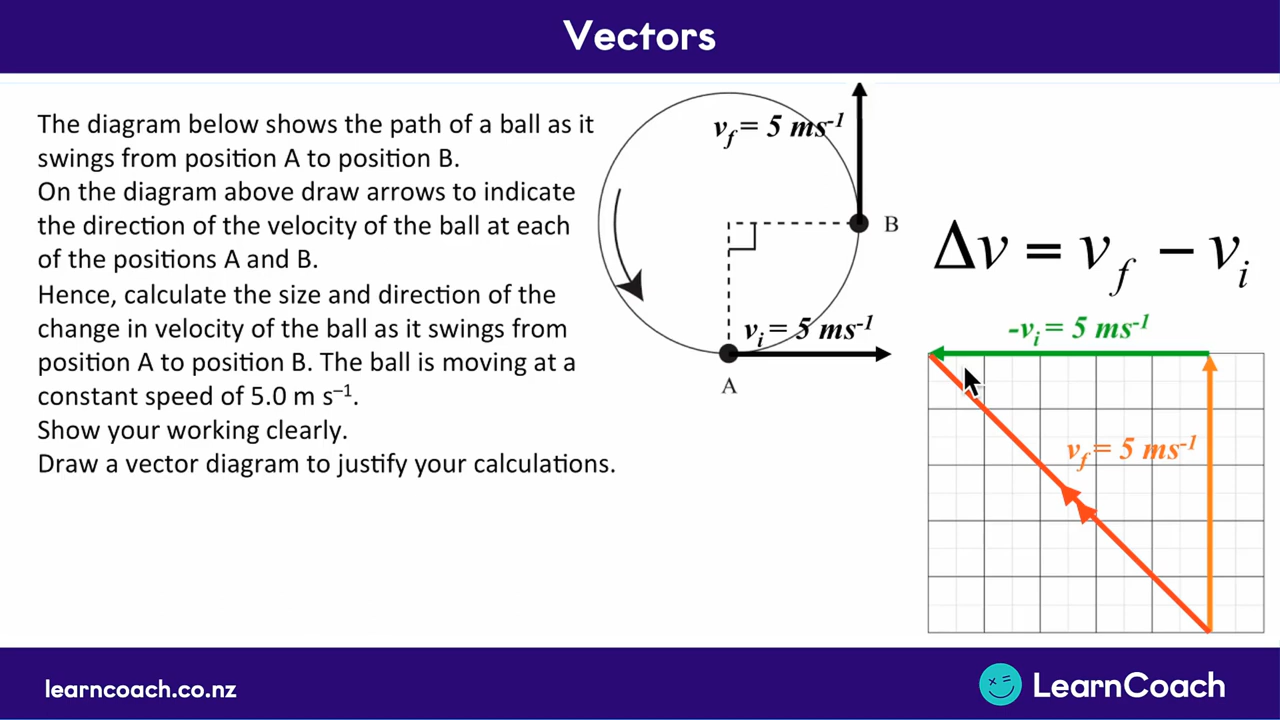 Vectors
The diagram below shows the path of a ball as it
swings from position A to position B.
On the diagram above draw arrows to indicate
the direction of the velocity of the ball at each
of the positions A and B.
Hence, calculate the size and direction of the
change in velocity of the ball as it swings from
position A to position B. The ball is moving at a
constant speed of 5.0 m s⁻¹.
Show your working clearly.
Draw a vector diagram to justify your calculations.
v_f = 5 ms⁻¹
B
v_i = 5 ms⁻¹
A
Δv = v_f − v_i
-v_i = 5 ms⁻¹
v_f = 5 ms⁻¹
learncoach.co.nz
LearnCoach